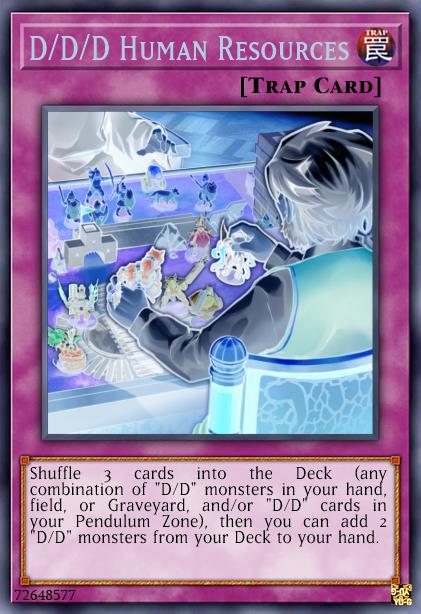 D/D/D Human Resources
TRAP
罠
[Trap Card]
Shuffle 3 cards into the Deck (any
combination of "D/D" monsters in your hand,
field, or Graveyard, and/or "D/D" cards in
your Pendulum Zone), then you can add 2
"D/D" monsters from your Deck to your hand.
72648577